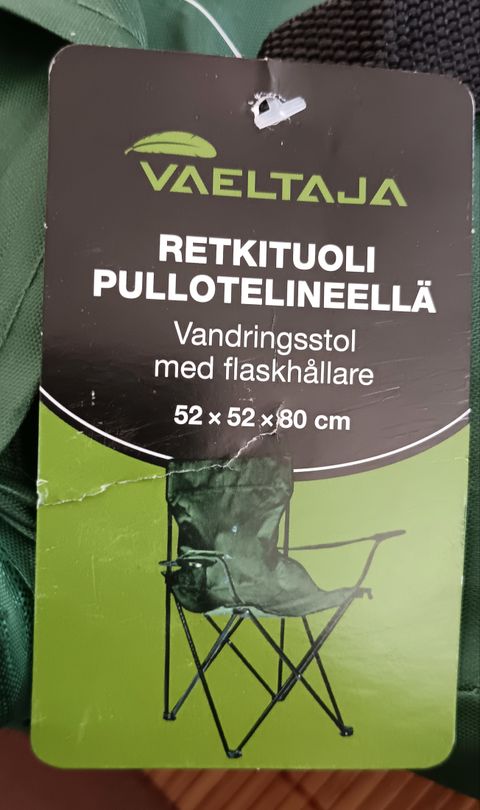 VAELTAJA
RETKITUOLI
PULLOTELINEELLÄ
Vandringsstol
med flaskhållare
52 × 52 × 80 cm